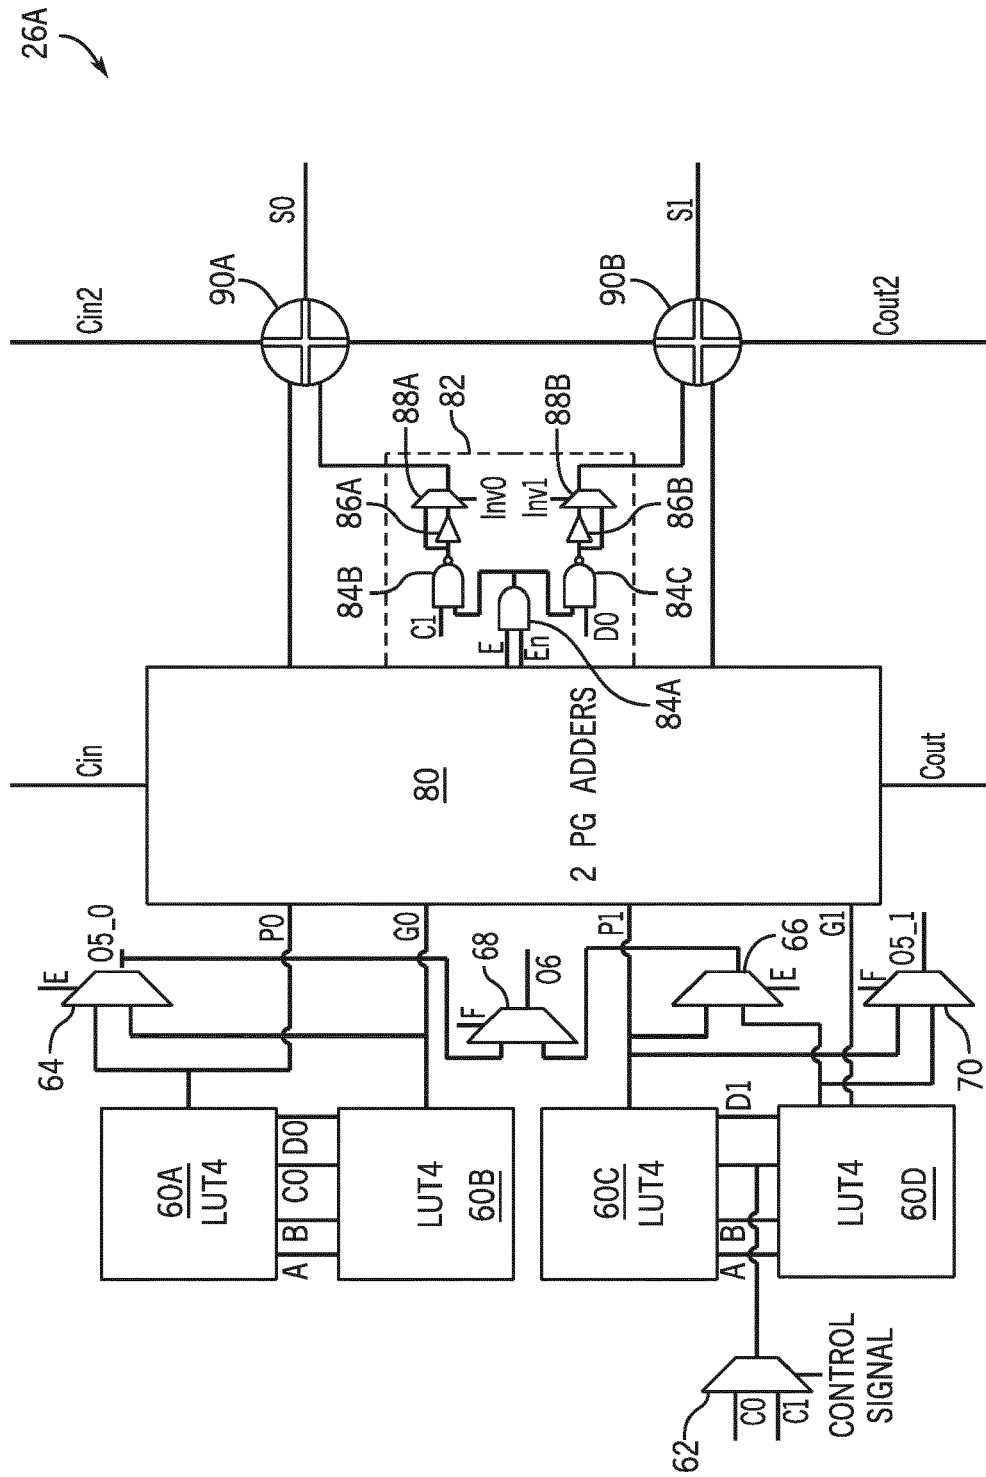 26A
Cin
Cin2
S0
90A
64
E
O5_0
P0
60A
LUT4
D0
C0
B
A
G0
LUT4
60B
68
F
O6
80
2 PG ADDERS
88A
82
86A
84B
C1
Inv0
Inv1
88B
86B
84C
D0
E
En
84A
90B
S1
60C
LUT4
P1
66
E
D1
B
A
LUT4
60D
G1
F
O5_1
70
Cout
Cout2
62
C0
C1
CONTROL
SIGNAL